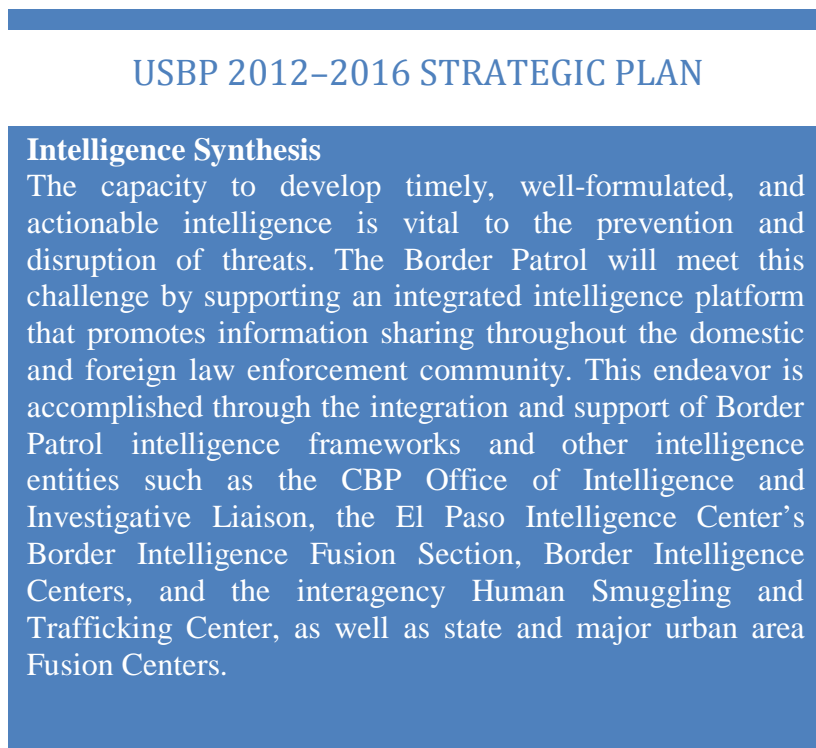 USBP 2012–2016 STRATEGIC PLAN
Intelligence Synthesis
The capacity to develop timely, well-formulated, and
actionable intelligence is vital to the prevention and
disruption of threats. The Border Patrol will meet this
challenge by supporting an integrated intelligence platform
that promotes information sharing throughout the domestic
and foreign law enforcement community. This endeavor is
accomplished through the integration and support of Border
Patrol intelligence frameworks and other intelligence
entities such as the CBP Office of Intelligence and
Investigative Liaison, the El Paso Intelligence Center’s
Border Intelligence Fusion Section, Border Intelligence
Centers, and the interagency Human Smuggling and
Trafficking Center, as well as state and major urban area
Fusion Centers.